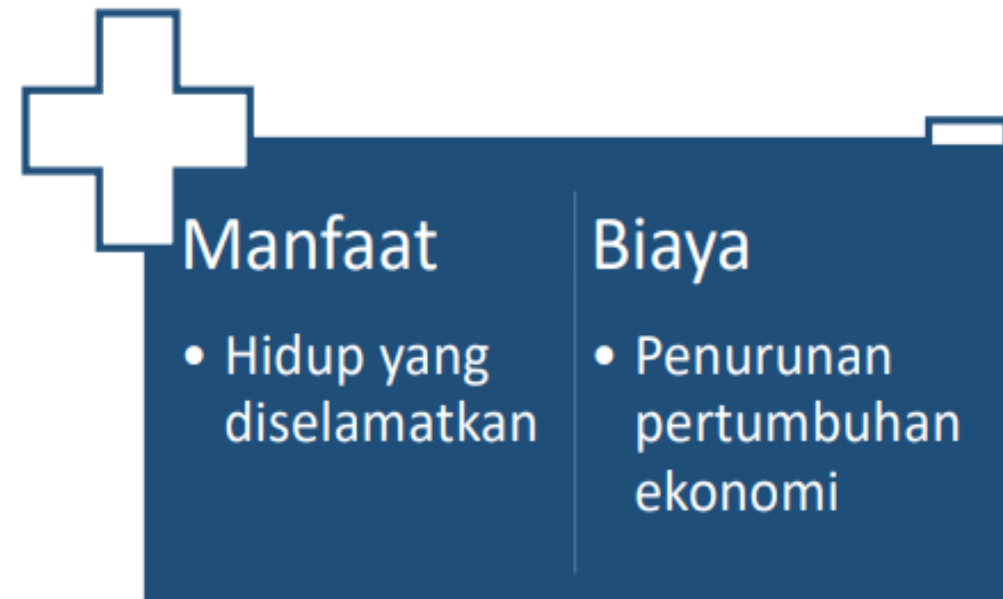 Manfaat
• Hidup yang
diselamatkan
Biaya
• Penurunan
pertumbuhan
ekonomi